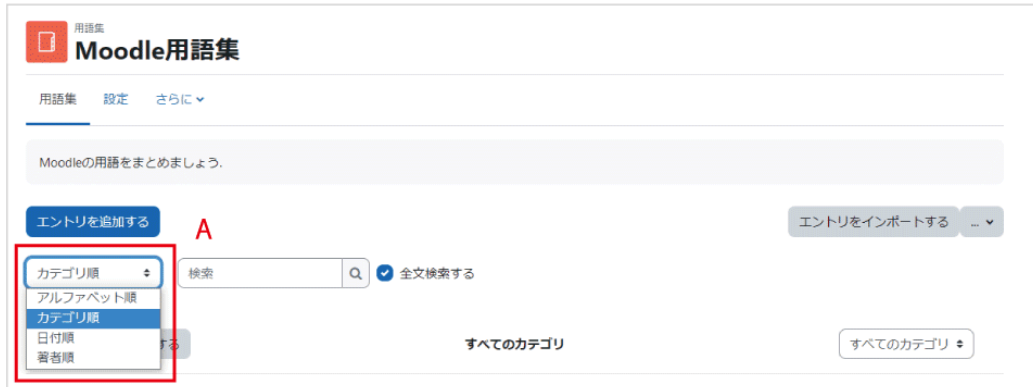 用語集
Moodle用語集
用語集 設定 さらに
Moodleの用語をまとめましょう.
エントリを追加する A エントリをインポートする ...
カテゴリ順 検索 全文検索する
アルファベット順
カテゴリ順
日付順
著者順
する すべてのカテゴリ すべてのカテゴリ